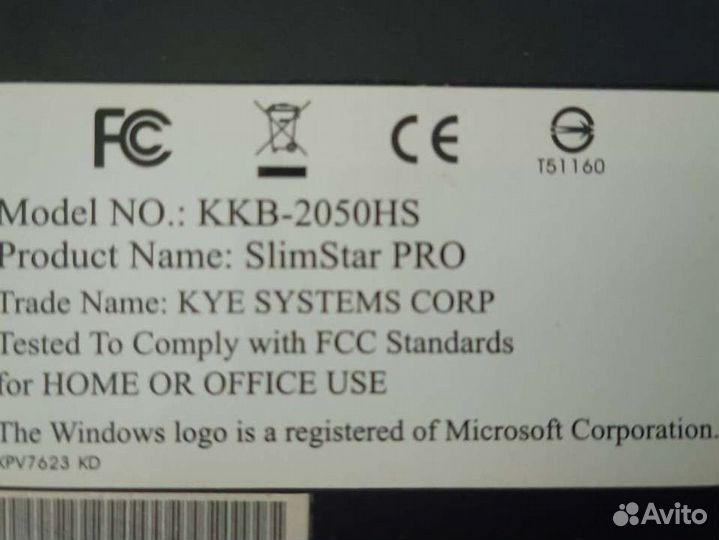 FC CE
T51160
Model NO.: KKB-2050HS
Product Name: SlimStar PRO
Trade Name: KYE SYSTEMS CORP
Tested To Comply with FCC Standards
for HOME OR OFFICE USE
The Windows logo is a registered of Microsoft Corporation.
KPV7623 KD
Avito